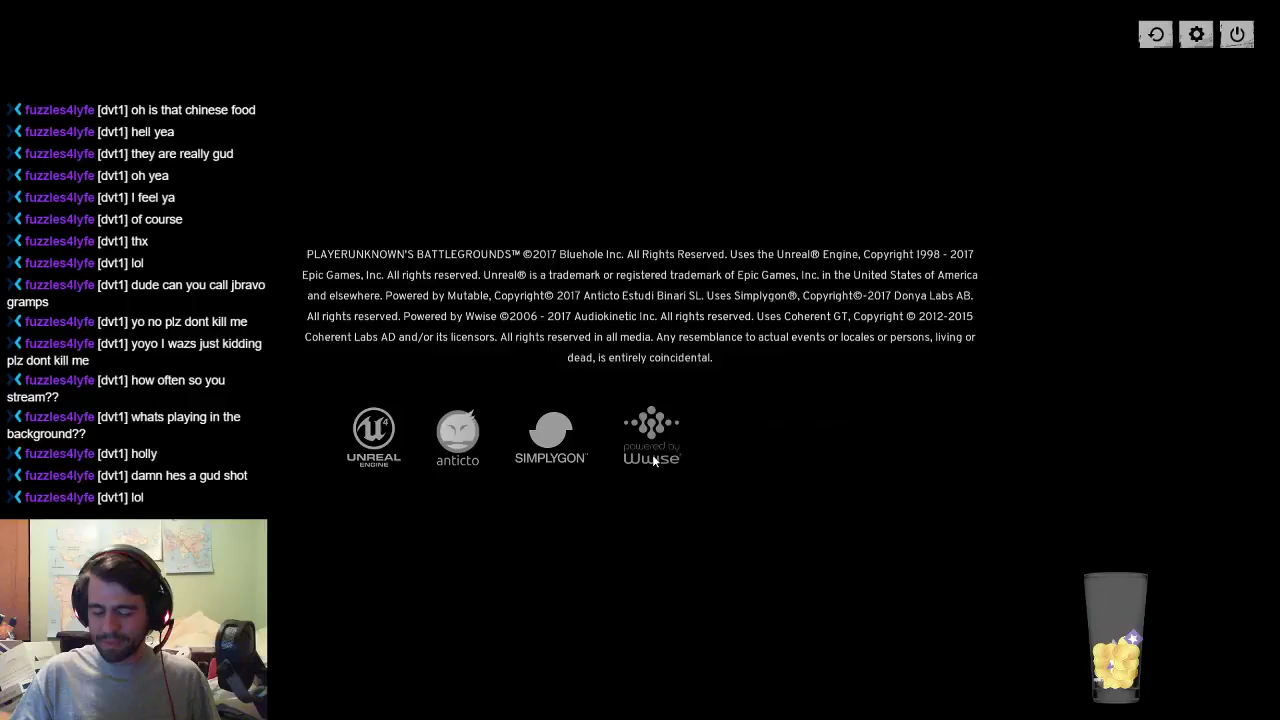 fuzzles4lyfe [dvt1] oh is that chinese food
fuzzles4lyfe [dvt1] hell yea
fuzzles4lyfe [dvt1] they are really gud
fuzzles4lyfe [dvt1] oh yea
fuzzles4lyfe [dvt1] I feel ya
fuzzles4lyfe [dvt1] of course
fuzzles4lyfe [dvt1] thx
fuzzles4lyfe [dvt1] lol
fuzzles4lyfe [dvt1] dude can you call jbravo
gramps
fuzzles4lyfe [dvt1] yo no plz dont kill me
fuzzles4lyfe [dvt1] yoyo I wazs just kidding
plz dont kill me
fuzzles4lyfe [dvt1] how often so you
stream??
fuzzles4lyfe [dvt1] whats playing in the
background??
fuzzles4lyfe [dvt1] holly
fuzzles4lyfe [dvt1] damn hes a gud shot
fuzzles4lyfe [dvt1] lol
PLAYERUNKNOWN'S BATTLEGROUNDS™ ©2017 Bluehole Inc. All Rights Reserved. Uses the Unreal® Engine, Copyright 1998 - 2017
Epic Games, Inc. All rights reserved. Unreal® is a trademark or registered trademark of Epic Games, Inc. in the United States of America
and elsewhere. Powered by Mutable, Copyright© 2017 Anticto Estudi Binari SL. Uses Simplygon®, Copyright©-2017 Donya Labs AB.
All rights reserved. Powered by Wwise ©2006 - 2017 Audiokinetic Inc. All rights reserved. Uses Coherent GT, Copyright © 2012-2015
Coherent Labs AD and/or its licensors. All rights reserved in all media. Any resemblance to actual events or locales or persons, living or
dead, is entirely coincidental.
UNREAL
ENGINE
anticto
SIMPLYGON
powered by
Wwise